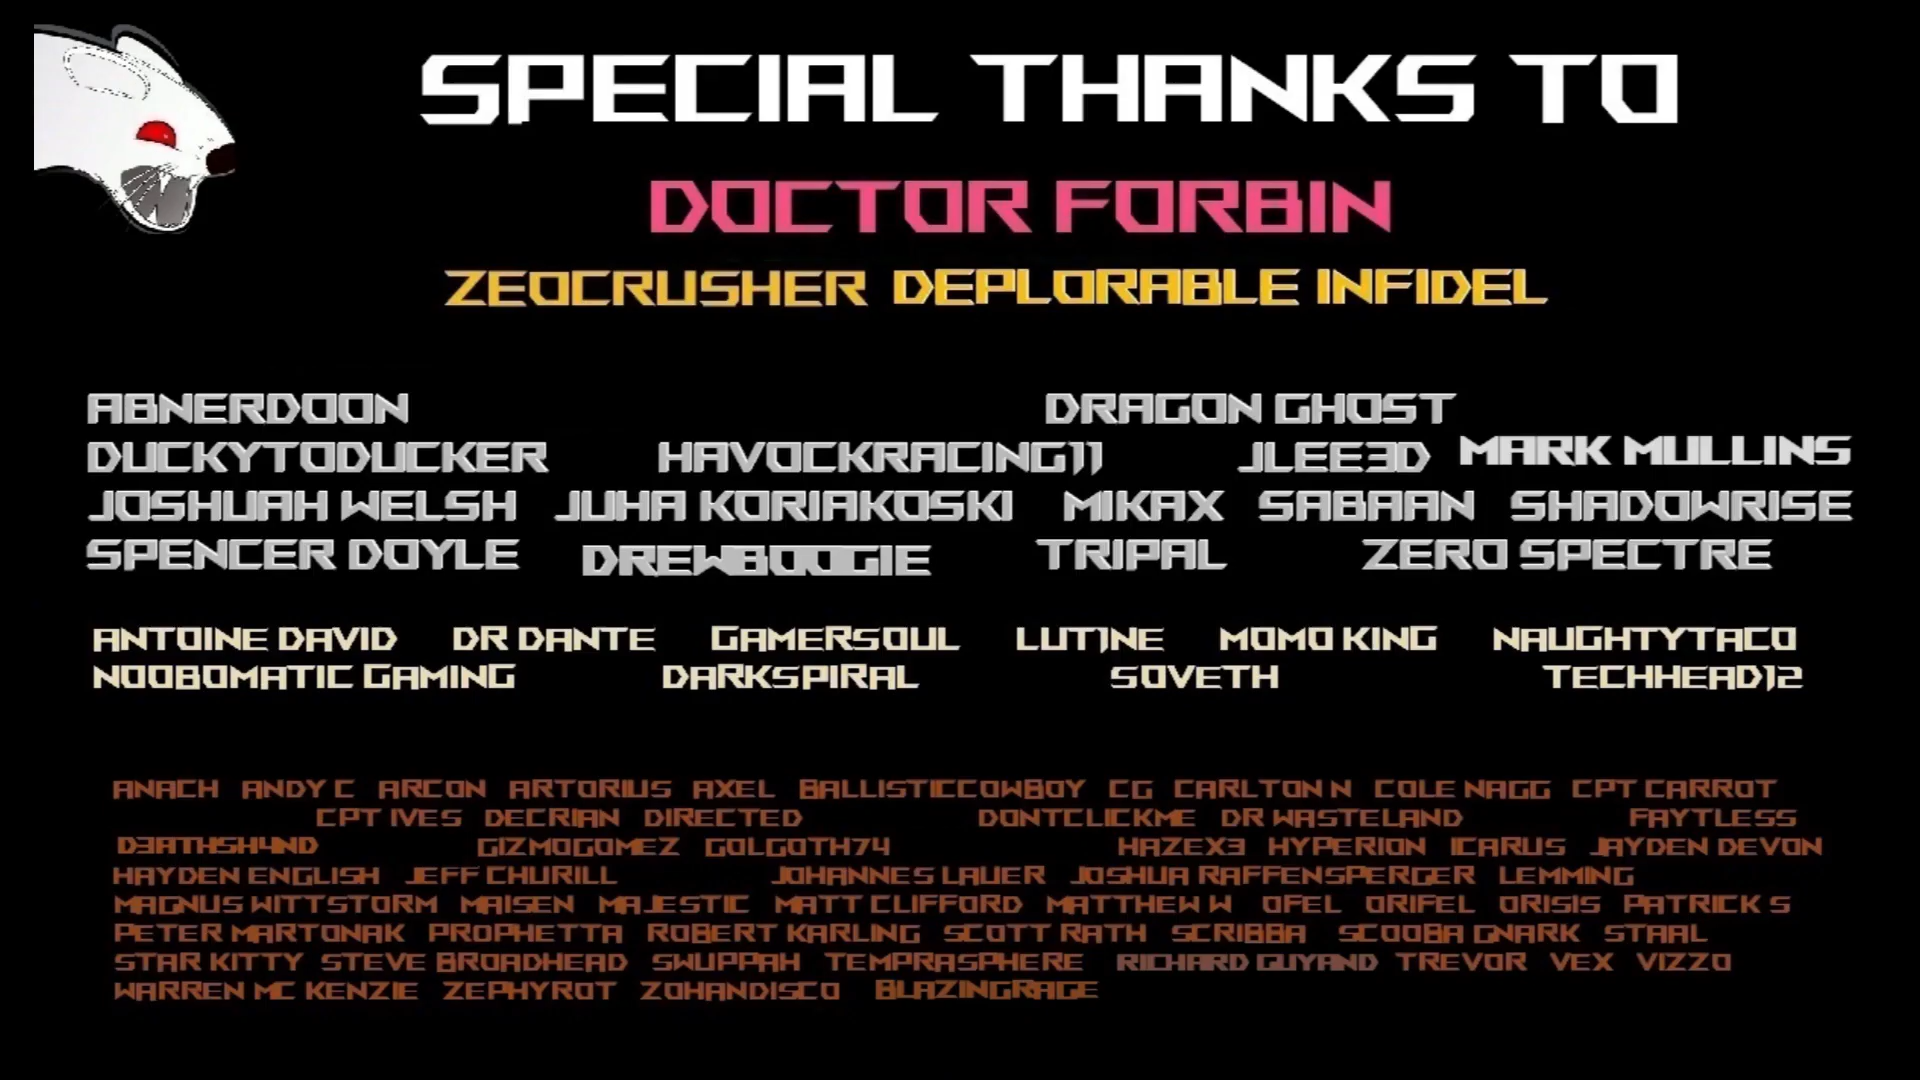 SPECIAL THANKS TO
DOCTOR FORBIN
ZEOCRUSHER DEPLORABLE INFIDEL
ABNERDOON DRAGON GHOST
DUCKYTODUCKER HAVOCKRACING11 JLEE3D MARK MULLINS
JOSHUAH WELSH JUHA KORIAKOSKI MIKAX SABAAN SHADOWRISE
SPENCER DOYLE DREWBOOGIE TRIPAL ZERO SPECTRE
ANTOINE DAVID DR DANTE GAMERSOUL LUT1NE MOMO KING NAUGHTYTACO
NOOBOMATIC GAMING DARKSPIRAL SOVETH TECHHEAD12
ANACH ANDY C ARCON ARTORIUS AXEL BALLISTICCOWBOY CG CARLTON N COLE NAGG CPT CARROT
CPT IVES DECRIAN DIRECTED DONTCLICKME DR WASTELAND FAYTLESS
D3ATHSH4ND GIZMOGOMEZ GOLGOTH74 HAZEX3 HYPERION ICARUS JAYDEN DEVON
HAYDEN ENGLISH JEFF CHURILL JOHANNES LAUER JOSHUA RAFFENSPERGER LEMMING
MAGNUS WITTSTORM MAISEN MAJESTIC MATT CLIFFORD MATTHEW W OFEL ORIFEL ORISIS PATRICK S
PETER MARTONAK PROPHETTA ROBERT KARLING SCOTT RATH SCRIBBA SCOOBA GNARK STAAL
STAR KITTY STEVE BROADHEAD SWUPPAH TEMPRASPHERE RICHARD GUYAND TREVOR VEX VIZZO
WARREN MC KENZIE ZEPHYROT ZOHANDISCO BLAZINGRAGE